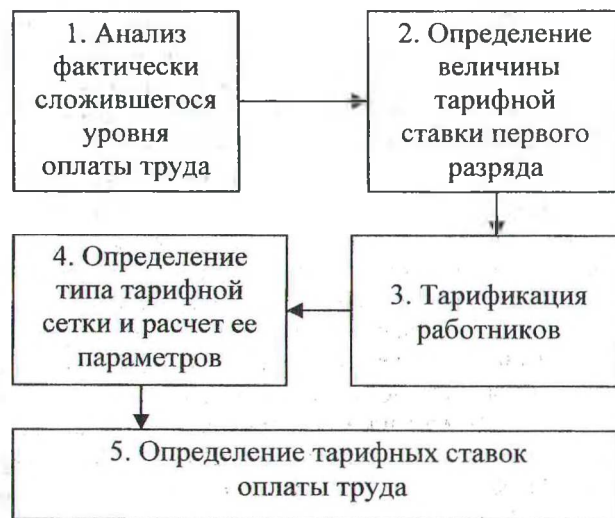 1. Анализ
фактически
сложившегося
уровня
оплаты труда
2. Определение
величины
тарифной
ставки первого
разряда
3. Тарификация
работников
4. Определение
типа тарифной
сетки и расчет ее
параметров
5. Определение тарифных ставок
оплаты труда